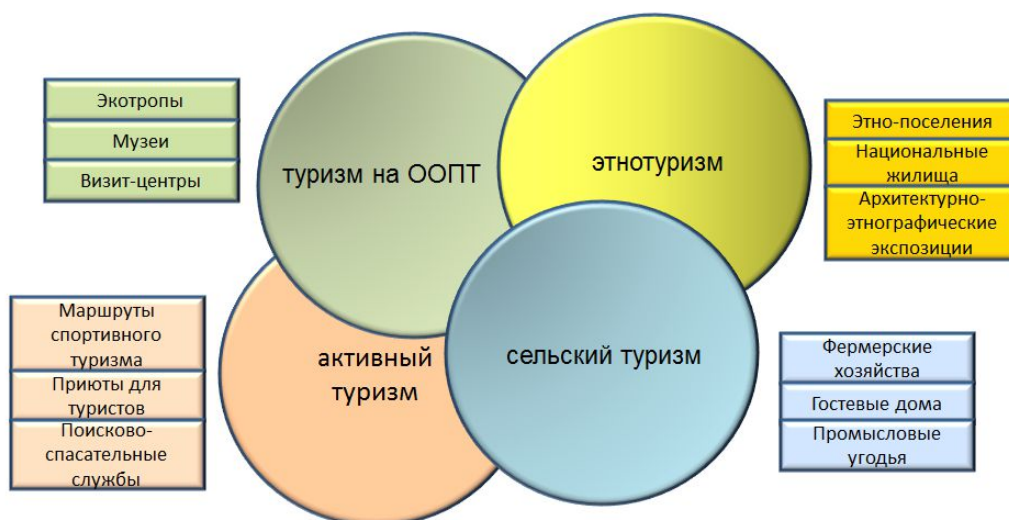 Экотропы
Музеи
Визит-центры
туризм на ООПТ
этнотуризм
Этно-поселения
Национальные
жилища
Архитектурно-
этнографические
экспозиции
Маршруты
спортивного
туризма
Приюты для
туристов
Поисково-
спасательные
службы
активный
туризм
сельский туризм
Фермерские
хозяйства
Гостевые дома
Промысловые
угодья